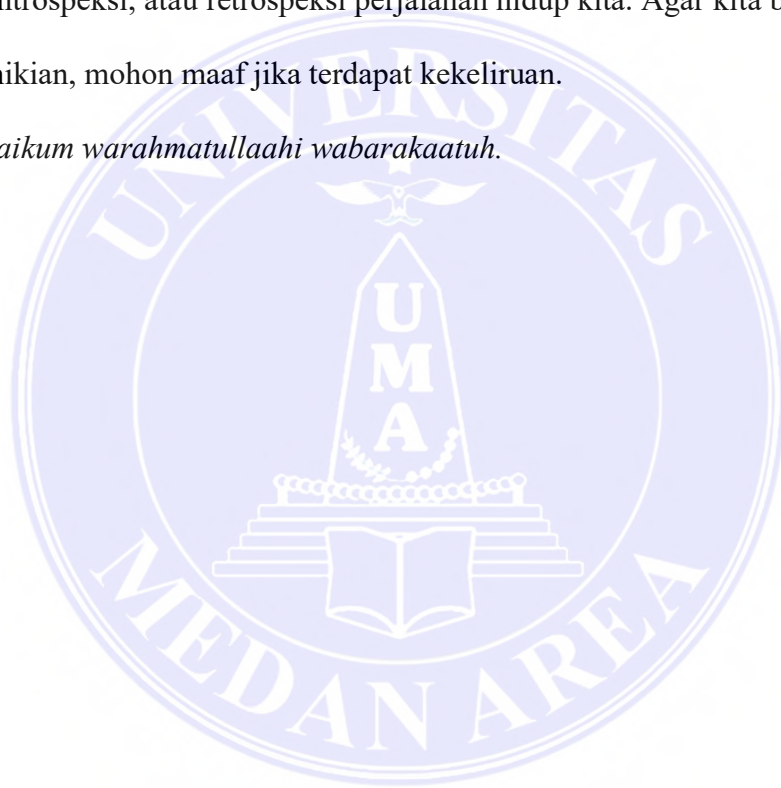 ntrospeksi, atau retrospeksi perjalanan hidup kita. Agar kita b
ikian, mohon maaf jika terdapat kekeliruan.
aikum warahmatullaahi wabarakaatuh.
UNIVERSITAS
U
M
A
MEDAN AREA